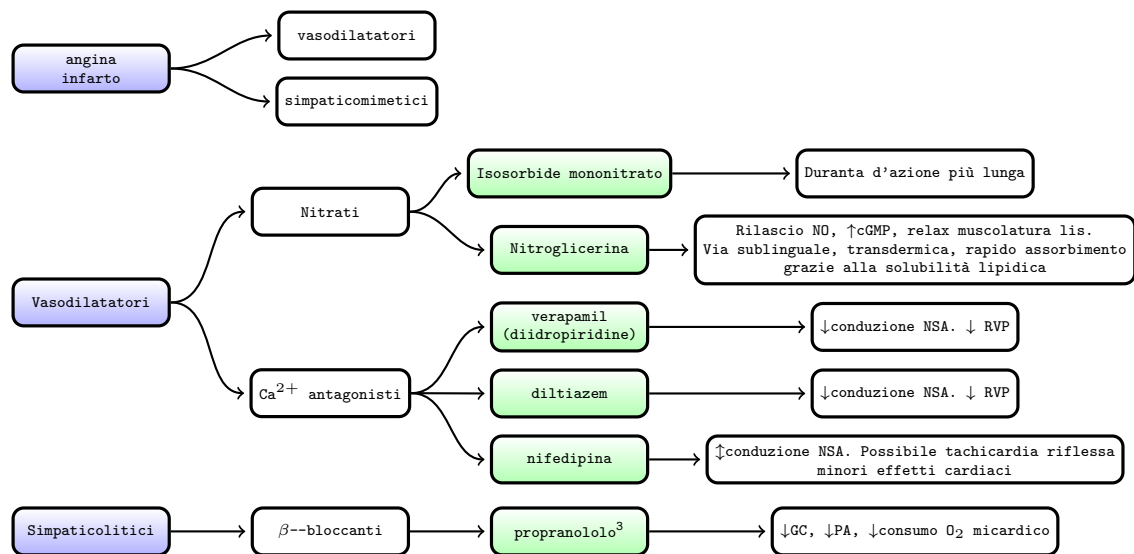 angina
infarto
vasodilatatori
simpaticomimetici
Vasodilatatori
Nitrati
Isosorbide mononitrato
Duranta d'azione più lunga
Nitroglicerina
Rilascio NO, ↑cGMP, relax muscolatura lis.
Via sublinguale, transdermica, rapido assorbimento
grazie alla solubilità lipidica
Ca²⁺ antagonisti
verapamil
(diidropiridine)
↓conduzione NSA. ↓ RVP
diltiazem
↓conduzione NSA. ↓ RVP
nifedipina
↕conduzione NSA. Possibile tachicardia riflessa
minori effetti cardiaci
Simpaticolitici
β--bloccanti
propranololo³
↓GC, ↓PA, ↓consumo O₂ micardico